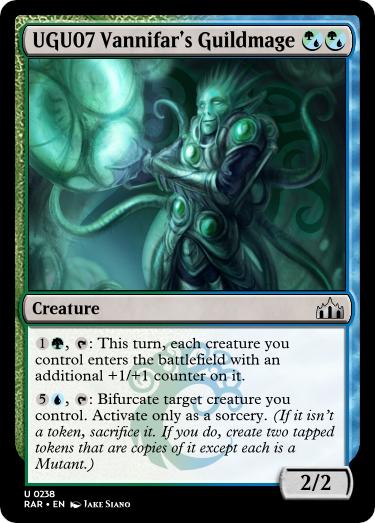 UGU07 Vannifar's Guildmage
Creature
1 , : This turn, each creature you
control enters the battlefield with an
additional +1/+1 counter on it.
5 , : Bifurcate target creature you
control. Activate only as a sorcery. (If it isn't
a token, sacrifice it. If you do, create two tapped
tokens that are copies of it except each is a
Mutant.)
2/2
U 0238
RAR • EN Jake Siano